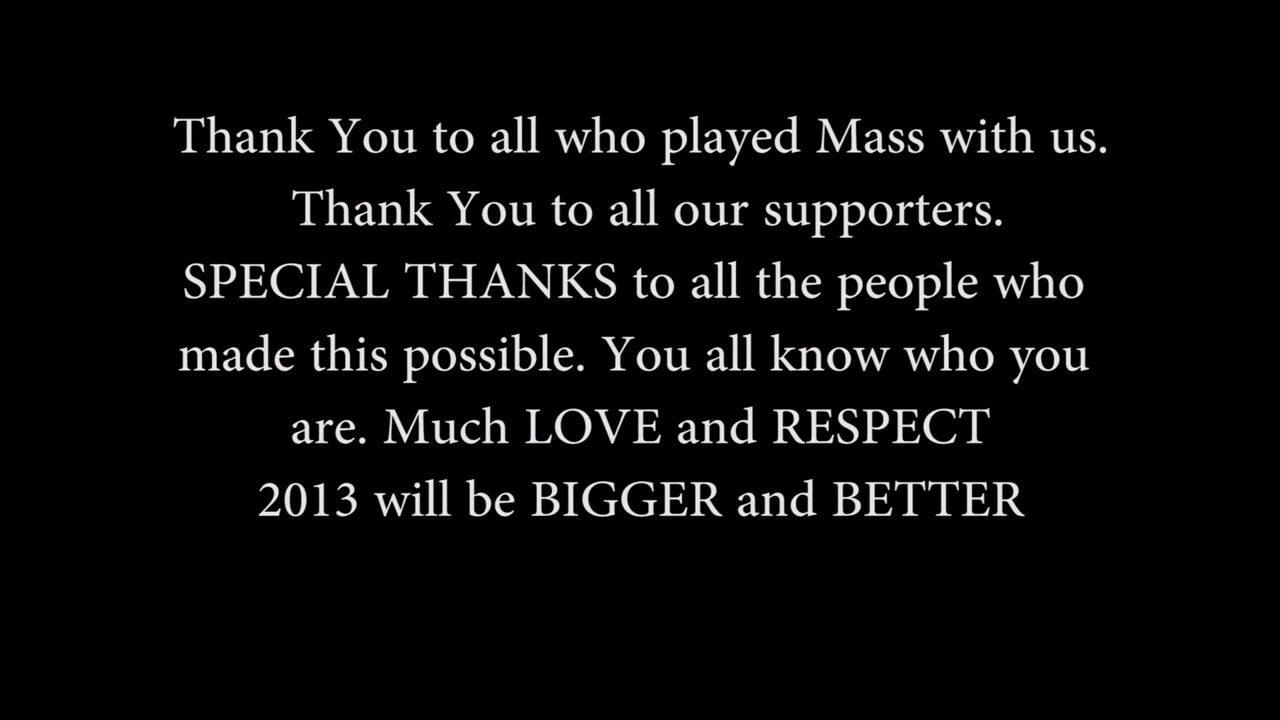 Thank You to all who played Mass with us.
Thank You to all our supporters.
SPECIAL THANKS to all the people who
made this possible. You all know who you
are. Much LOVE and RESPECT
2013 will be BIGGER and BETTER